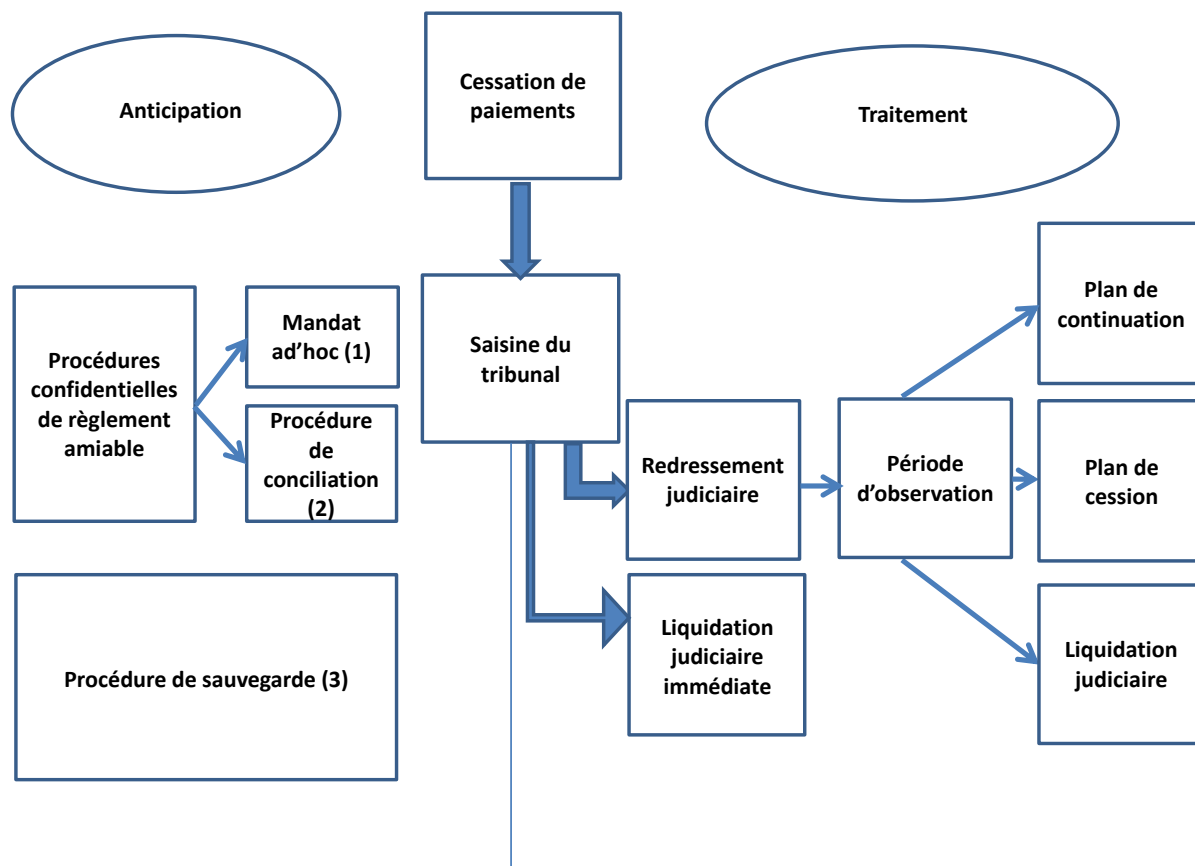 Anticipation
Cessation de
paiements
Traitement
Procédures
confidentielles
de règlement
amiable
Mandat
ad’hoc (1)
Procédure
de
conciliation
(2)
Procédure de sauvegarde (3)
Saisine du
tribunal
Redressement
judiciaire
Liquidation
judiciaire
immédiate
Période
d’observation
Plan de
continuation
Plan de
cession
Liquidation
judiciaire